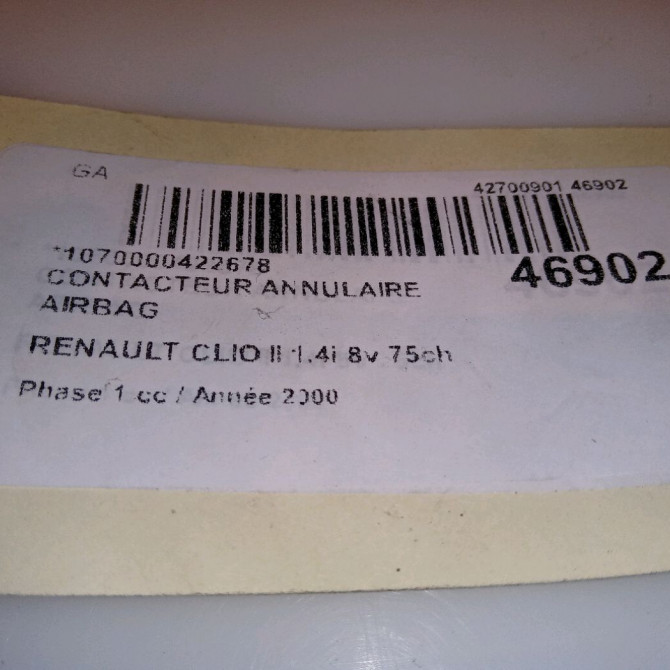 GA
42700901 46902
*1070000422678
46902
CONTACTEUR ANNULAIRE
AIRBAG
RENAULT CLIO II 1.4i 8v 75ch
Phase 1 cc / Année 2000